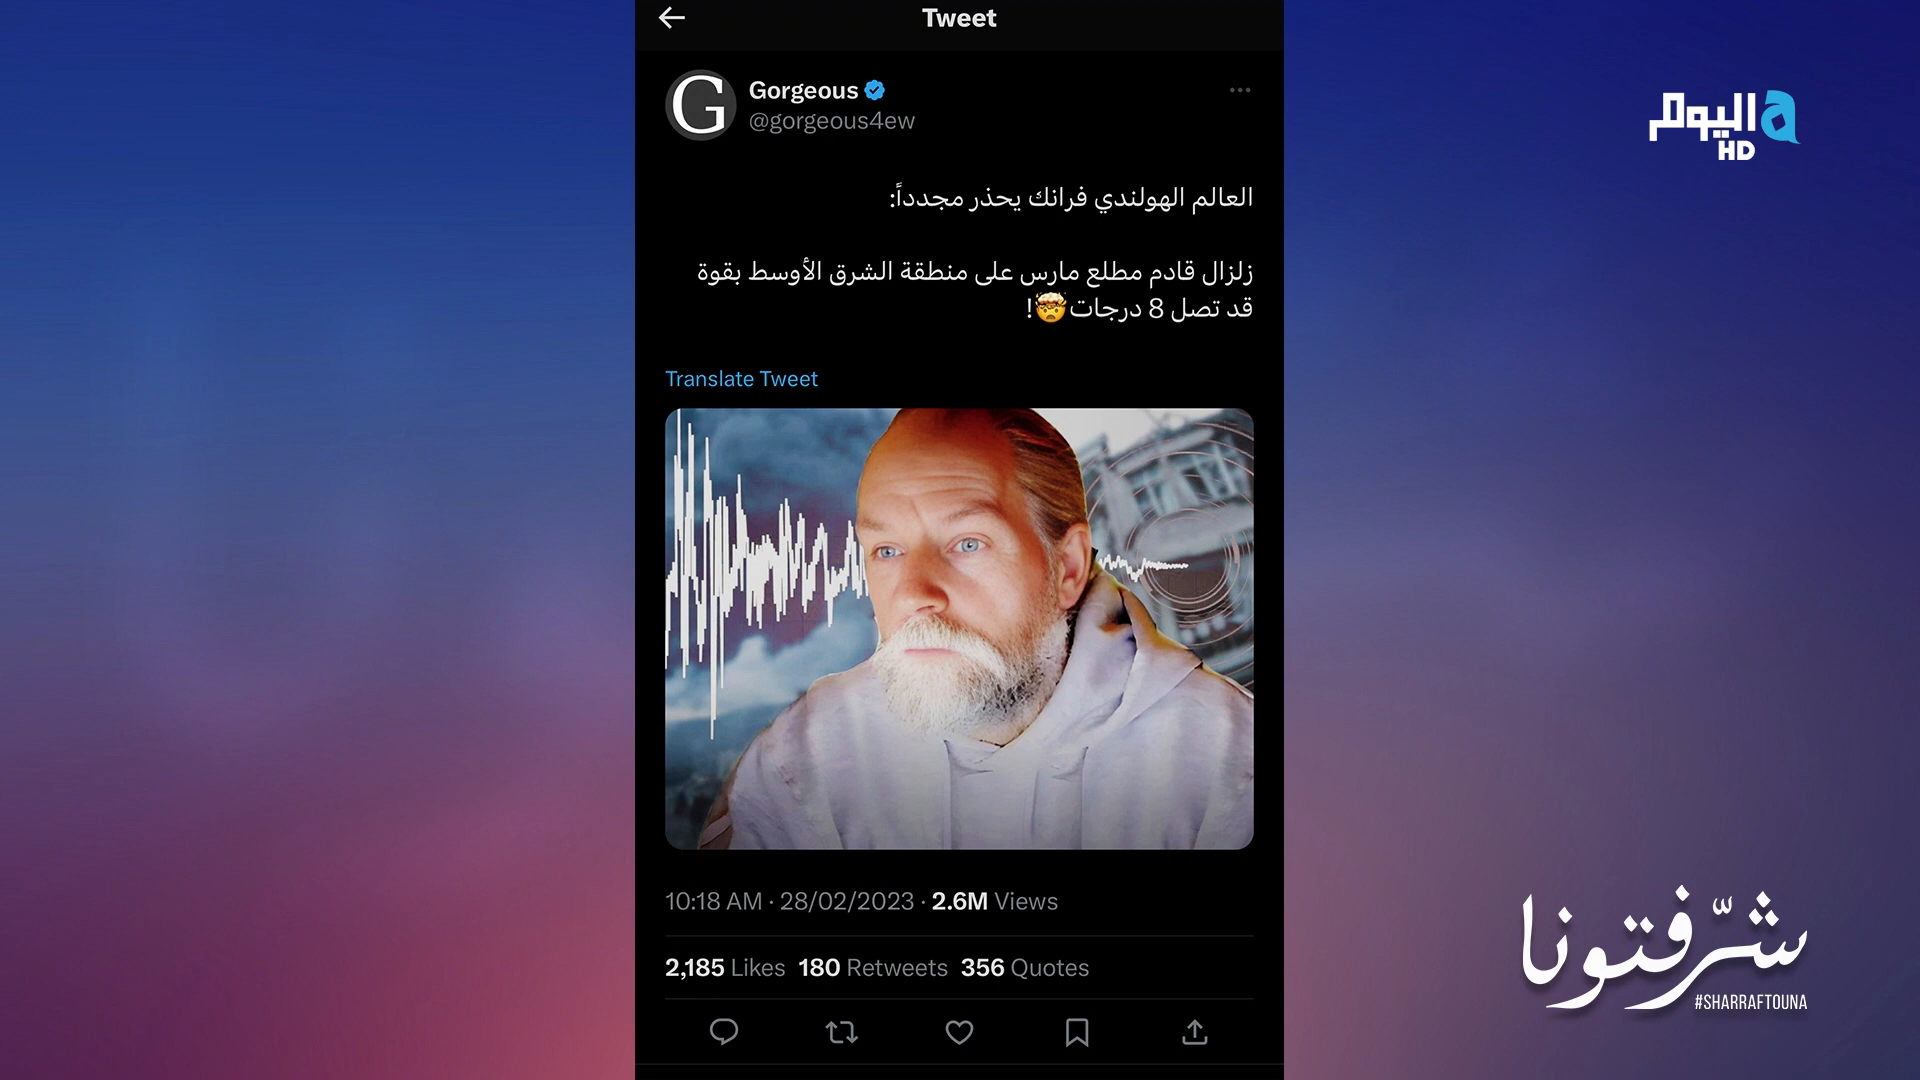 Tweet
Gorgeous
@gorgeous4ew
العالم الهولندي فرانك يحذر مجدداً:
زلزال قادم مطلع مارس على منطقة الشرق الأوسط بقوة
قد تصل 8 درجات🤯!
Translate Tweet
10:18 AM · 28/02/2023 · 2.6M Views
2,185 Likes 180 Retweets 356 Quotes
اليوم a
HD
شرّفتونا
#SHARRAFTOUNA